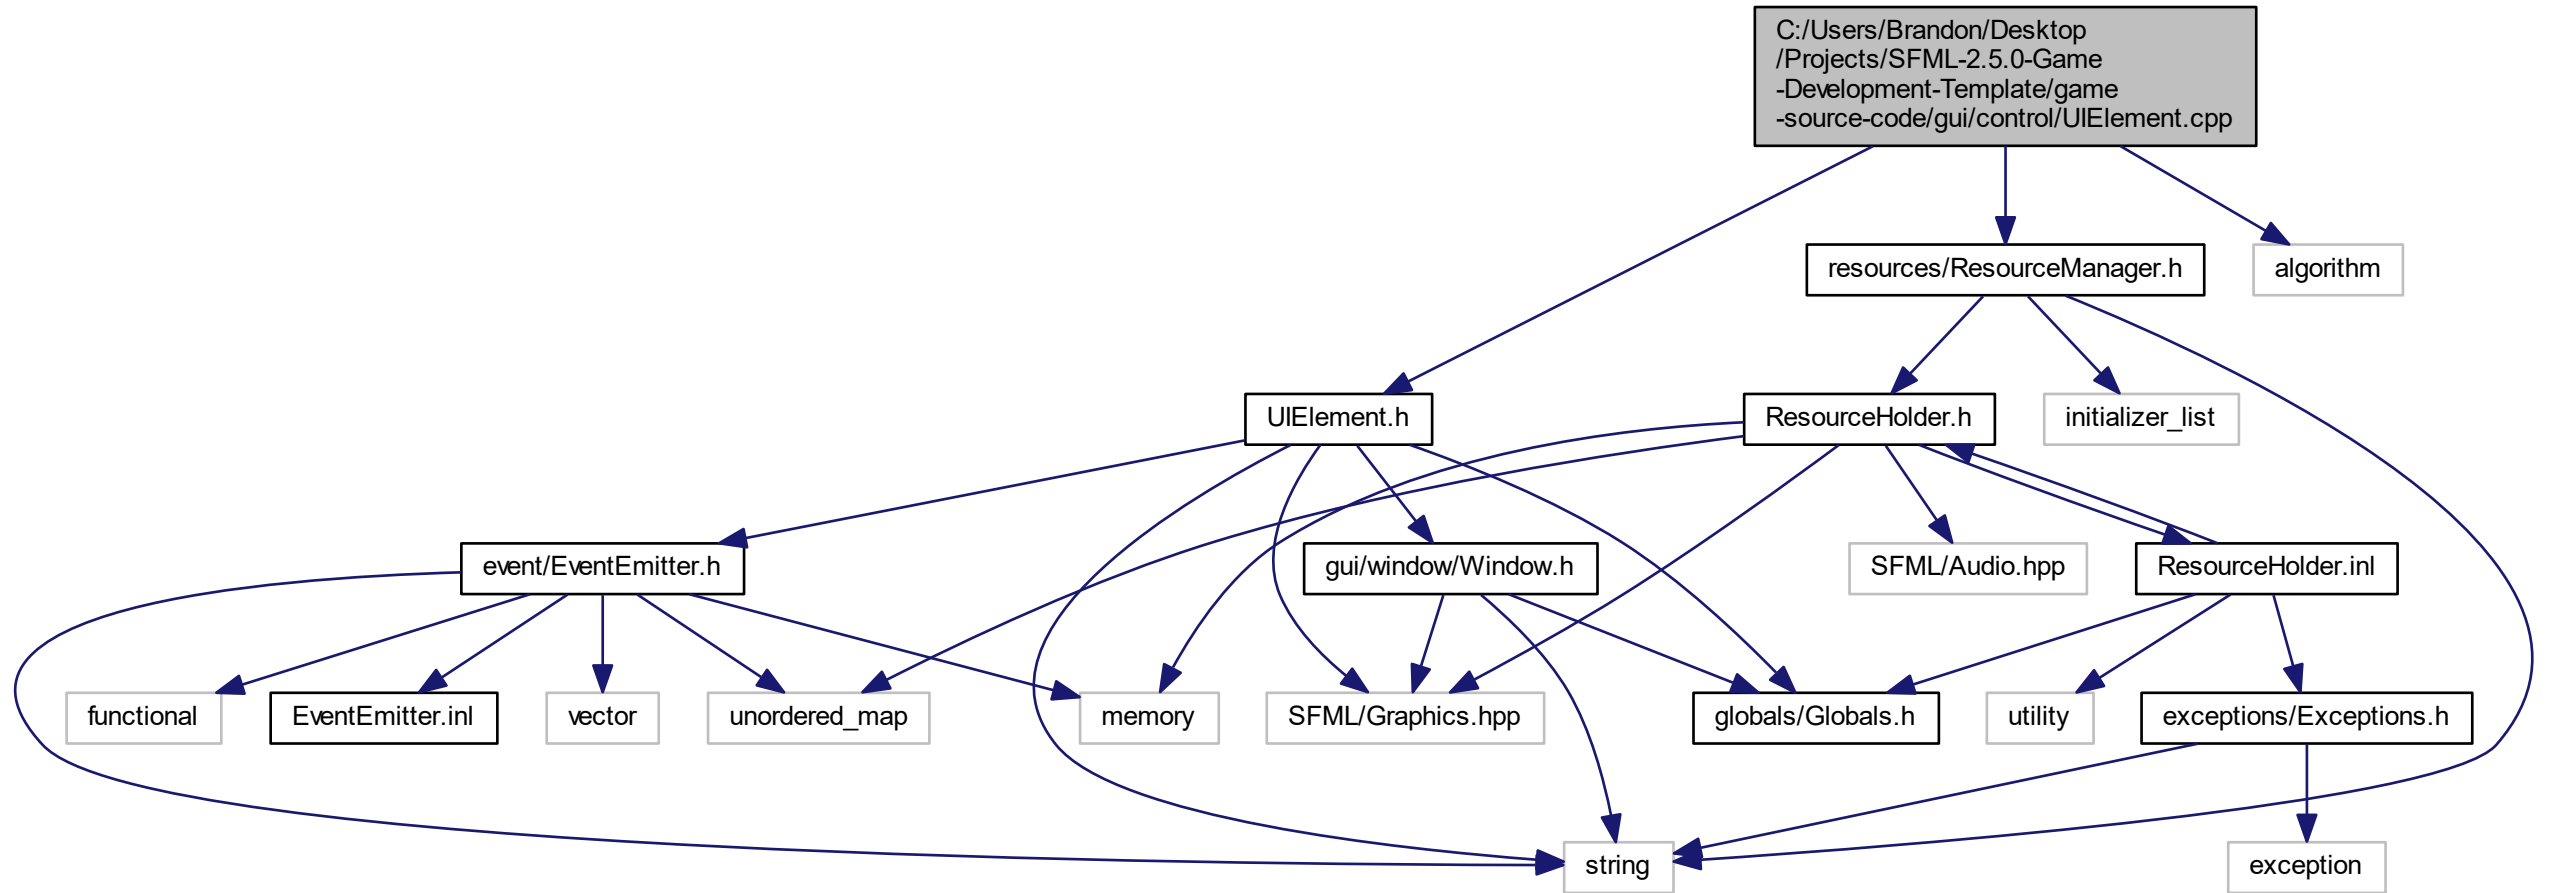 C:/Users/Brandon/Desktop
/Projects/SFML-2.5.0-Game
-Development-Template/game
-source-code/gui/control/UIElement.cpp
resources/ResourceManager.h
algorithm
UIElement.h
ResourceHolder.h
initializer_list
event/EventEmitter.h
gui/window/Window.h
SFML/Audio.hpp
ResourceHolder.inl
functional
EventEmitter.inl
vector
unordered_map
memory
SFML/Graphics.hpp
globals/Globals.h
utility
exceptions/Exceptions.h
string
exception